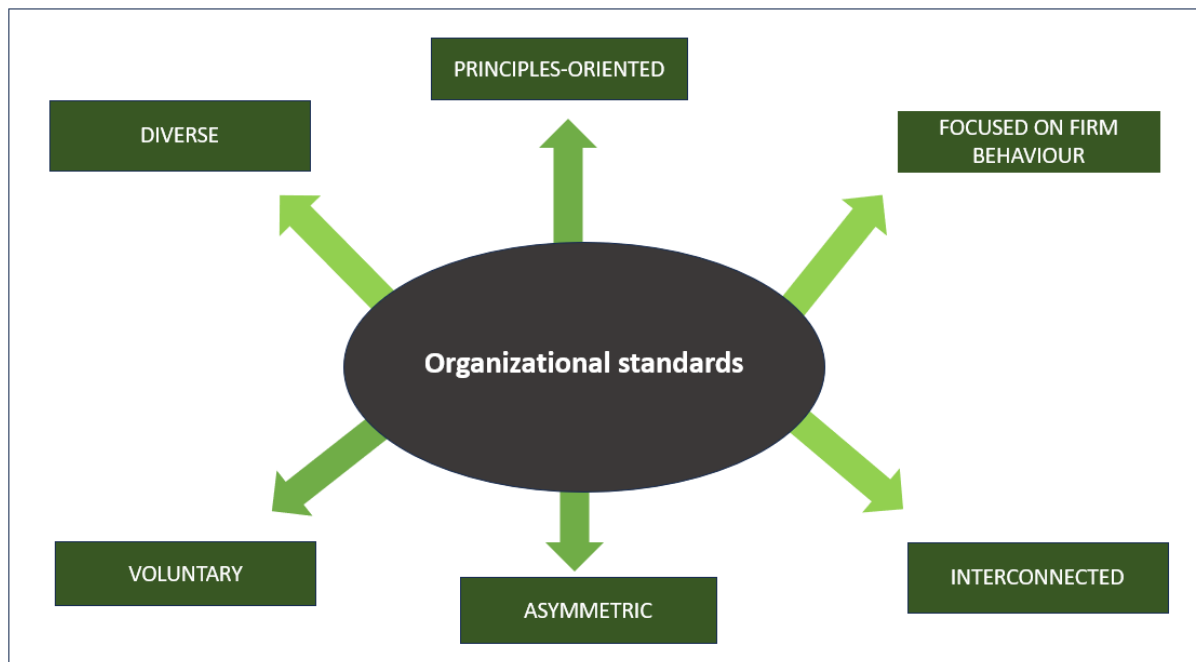 PRINCIPLES-ORIENTED
DIVERSE
FOCUSED ON FIRM
BEHAVIOUR
Organizational standards
VOLUNTARY
ASYMMETRIC
INTERCONNECTED